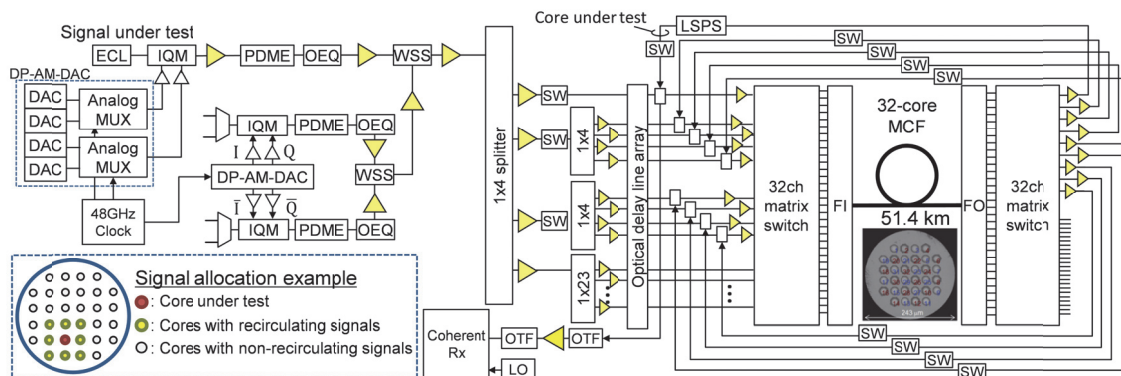 Signal under test
ECL
IQM
PDME
OEQ
WSS
DP-AM-DAC
DAC
DAC
DAC
DAC
Analog
MUX
Analog
MUX
48GHz
Clock
IQM
PDME
OEQ
I
Q
DP-AM-DAC
WSS
I̅
Q̅
IQM
PDME
OEQ
1x4 splitter
Core under test
SW
LSPS
SW
SW
SW
SW
SW
SW
SW
1x4
1x4
1x23
Optical delay line array
32ch
matrix
switch
FI
32-core
MCF
51.4 km
243 μm
FO
32ch
matrix
switch
SW
SW
SW
SW
Coherent
Rx
OTF
OTF
LO
Signal allocation example
: Core under test
: Cores with recirculating signals
: Cores with non-recirculating signals